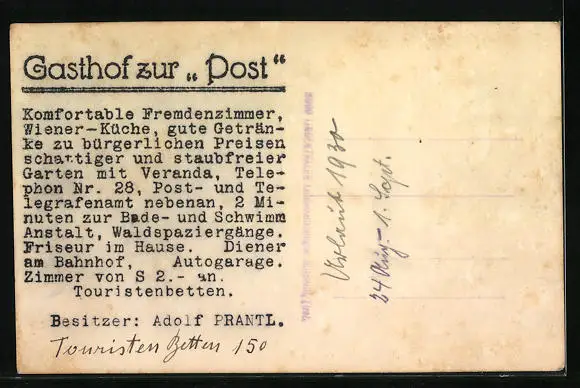 Gasthof zur „Post“
Komfortable Fremdenzimmer,
Wiener-Küche, gute Geträn-
ke zu bürgerlichen Preisen
schattiger und staubfreier
Garten mit Veranda, Tele-
phon Nr. 28, Post- und Te-
legrafenamt nebenan, 2 Mi-
nuten zur Bade- und Schwimm
Anstalt, Waldspaziergänge.
Friseur im Hause. Diener
am Bahnhof, Autogarage.
Zimmer von S 2.- an.
Touristenbetten.
Besitzer: Adolf PRANTL.
Touristen Betten 150
Urlaub 1930
24 Aug. - 1. Sept.